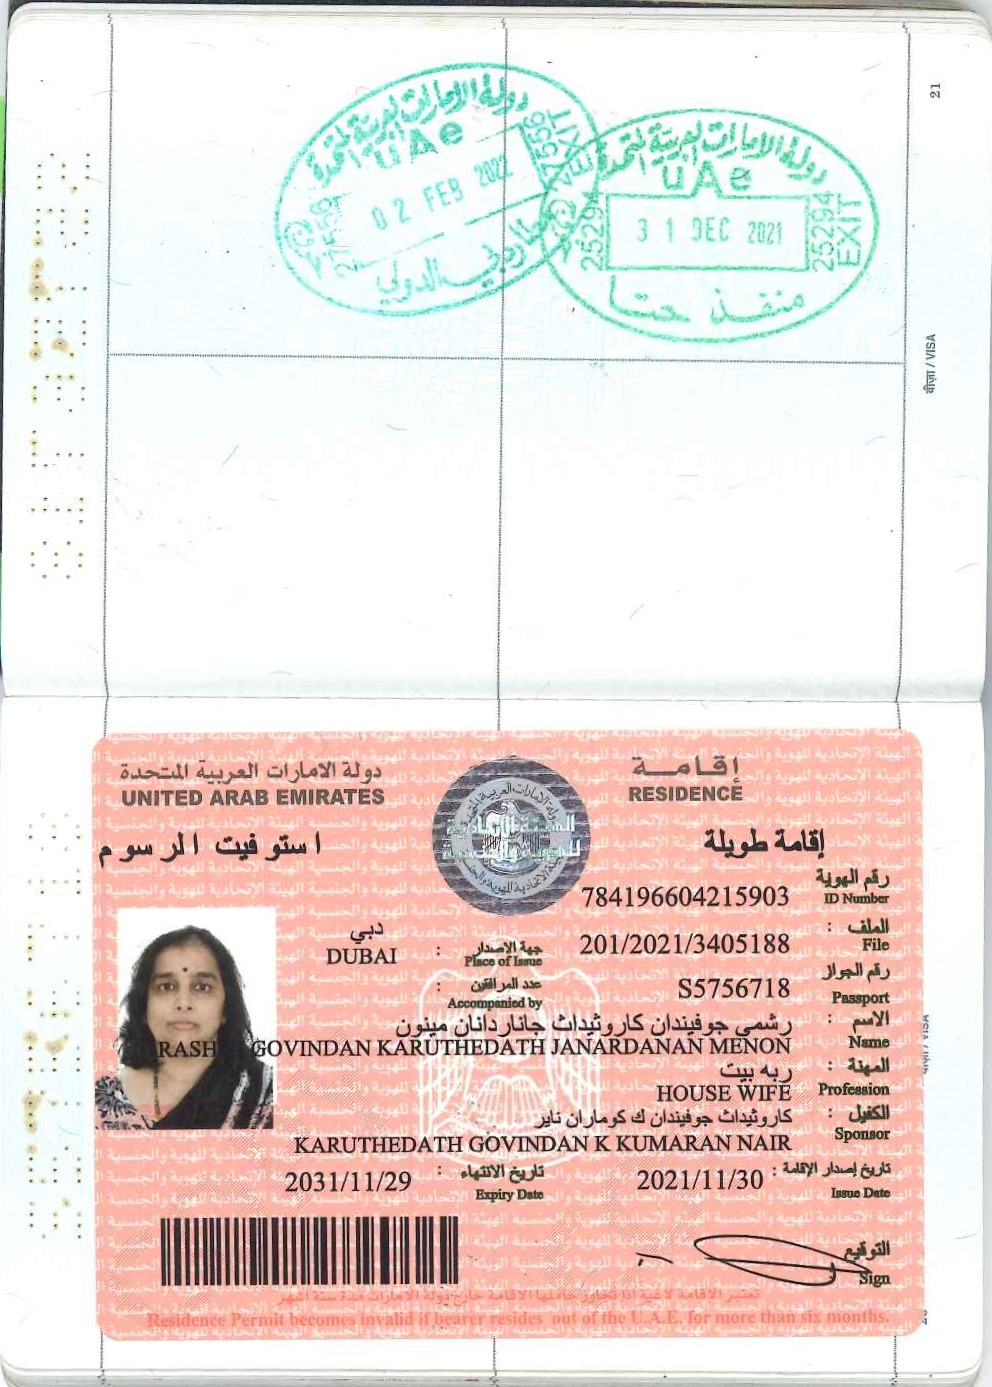 دولة الامارات العربية المتحدة
UAe
02 FEB 2022
27556
27556
EXIT
دولة الامارات العربية المتحدة
UAe
25294
31 DEC 2021
25294
EXIT
منفذ حتا
21
वीज़ा / VISA
دولة الامارات العربية المتحدة
UNITED ARAB EMIRATES
إقامة
RESIDENCE
استوفيت الرسوم
إقامة طويلة
784196604215903
رقم الهوية
ID Number
دبي
DUBAI
جهة الاصدار :
Place of Issue
201/2021/3405188
الملف :
File
عدد المرافقين :
Accompanied by
S5756718
رقم الجواز
Passport
رشمي جوفيندان كاروثيداث جاناردانان مينون
الاسم :
RASH GOVINDAN KARUTHEDATH JANARDANAN MENON
Name
ربه بيت
المهنة :
HOUSE WIFE
Profession
كاروثيداث جوفيندان ك كوماران ناير
الكفيل :
KARUTHEDATH GOVINDAN K KUMARAN NAIR
Sponsor
2031/11/29
تاريخ الانتهاء :
Expiry Date
2021/11/30
تاريخ إصدار الإقامة :
Issue Date
التوقيع
Sign
تعتبر الاقامة لاغية اذا تجاوز حاملها الاقامة خارج دولة الامارات مدة ستة اشهر
Residence Permit becomes invalid if bearer resides out of the U.A.E. for more than six months.